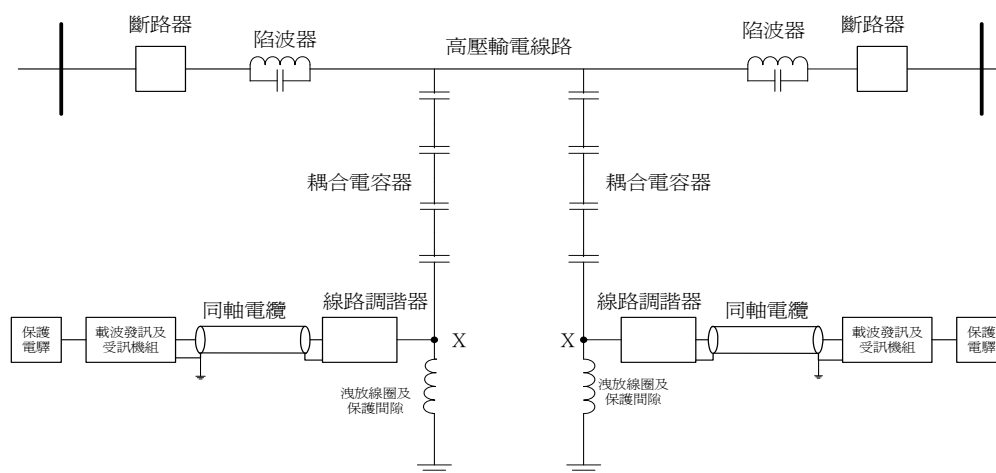 斷路器
陷波器
高壓輸電線路
陷波器
斷路器
耦合電容器
耦合電容器
保護
電驛
載波發訊及
受訊機組
同軸電纜
線路調諧器
X
X
線路調諧器
同軸電纜
載波發訊及
受訊機組
保護
電驛
洩放線圈及
保護間隙
洩放線圈及
保護間隙